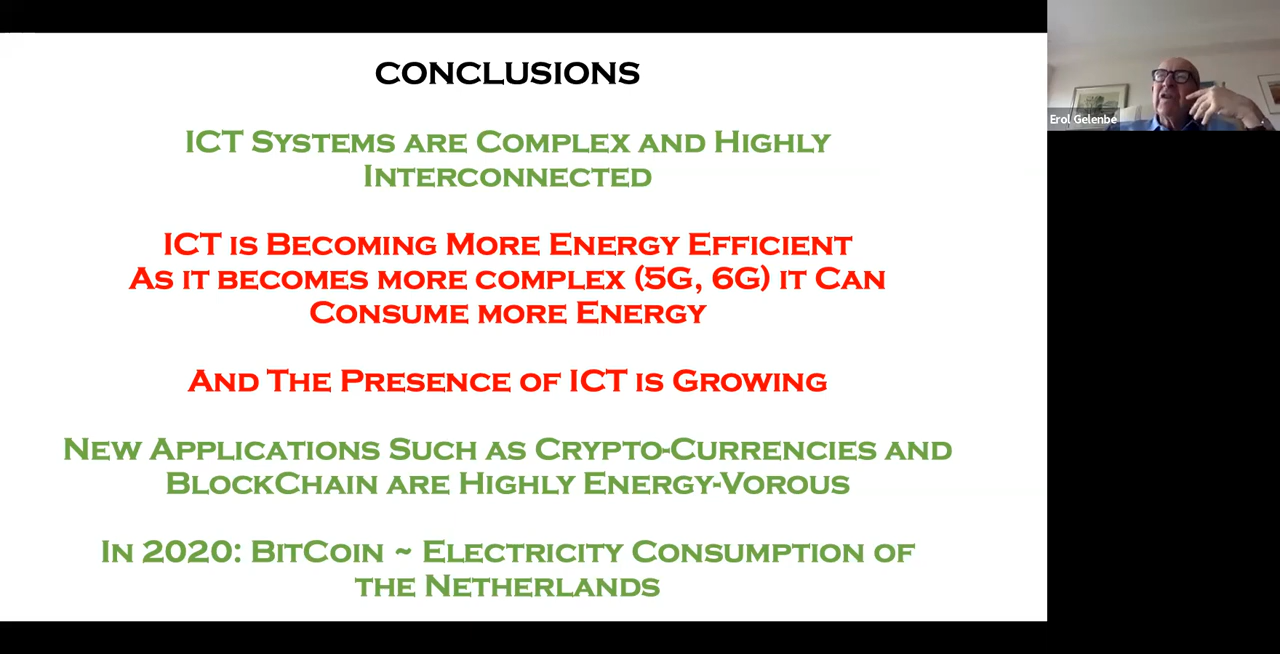 CONCLUSIONS
ICT SYSTEMS ARE COMPLEX AND HIGHLY
INTERCONNECTED
ICT IS BECOMING MORE ENERGY EFFICIENT
AS IT BECOMES MORE COMPLEX (5G, 6G) IT CAN
CONSUME MORE ENERGY
AND THE PRESENCE OF ICT IS GROWING
NEW APPLICATIONS SUCH AS CRYPTO-CURRENCIES AND
BLOCKCHAIN ARE HIGHLY ENERGY-VOROUS
IN 2020: BITCOIN ~ ELECTRICITY CONSUMPTION OF
THE NETHERLANDS
Erol Gelenbe